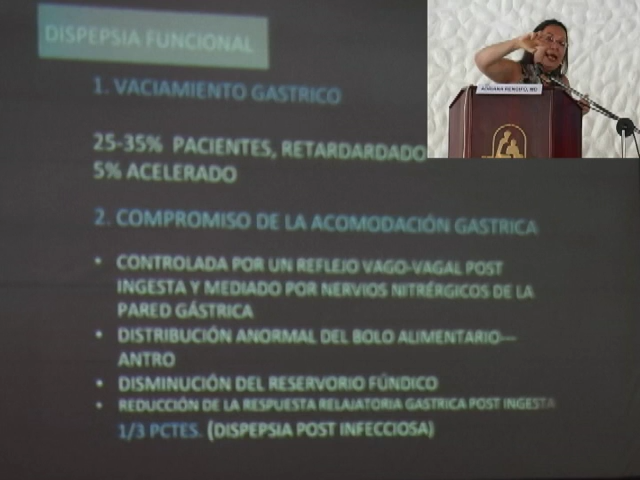 DISPEPSIA FUNCIONAL
1. VACIAMIENTO GASTRICO
25-35% PACIENTES, RETARDARDADO
5% ACELERADO
2. COMPROMISO DE LA ACOMODACIÓN GASTRICA
• CONTROLADA POR UN REFLEJO VAGO-VAGAL POST
INGESTA Y MEDIADO POR NERVIOS NITRÉRGICOS DE LA
PARED GÁSTRICA
• DISTRIBUCIÓN ANORMAL DEL BOLO ALIMENTARIO---
ANTRO
• DISMINUCIÓN DEL RESERVORIO FÚNDICO
• REDUCCIÓN DE LA RESPUESTA RELAJATORIA GASTRICA POST INGESTA
1/3 PCTES. (DISPEPSIA POST INFECCIOSA)
ADRIANA RENGIFO, MD